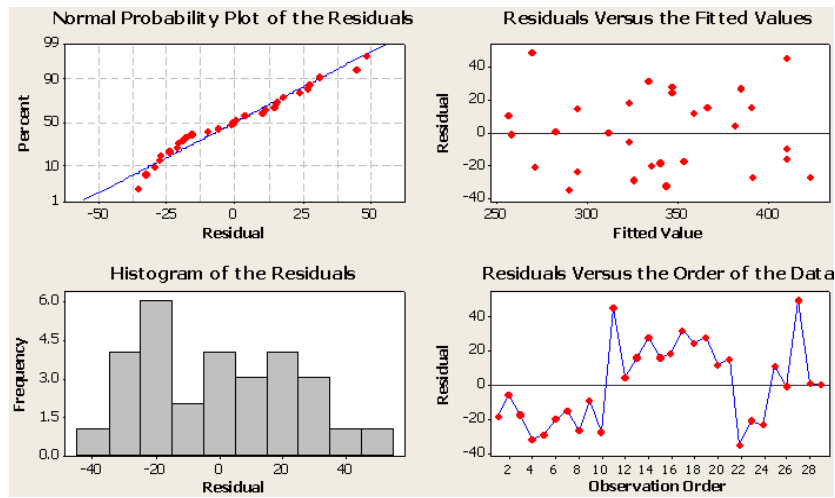 Normal Probability Plot of the Residuals
99
90
50
10
1
Percent
-50 -25 0 25 50
Residual
Residuals Versus the Fitted Values
40
20
0
-20
-40
Residual
250 300 350 400
Fitted Value
Histogram of the Residuals
6.0
4.5
3.0
1.5
0.0
Frequency
-40 -20 0 20 40
Residual
Residuals Versus the Order of the Data
40
20
0
-20
-40
Residual
2 4 6 8 10 12 14 16 18 20 22 24 26 28
Observation Order